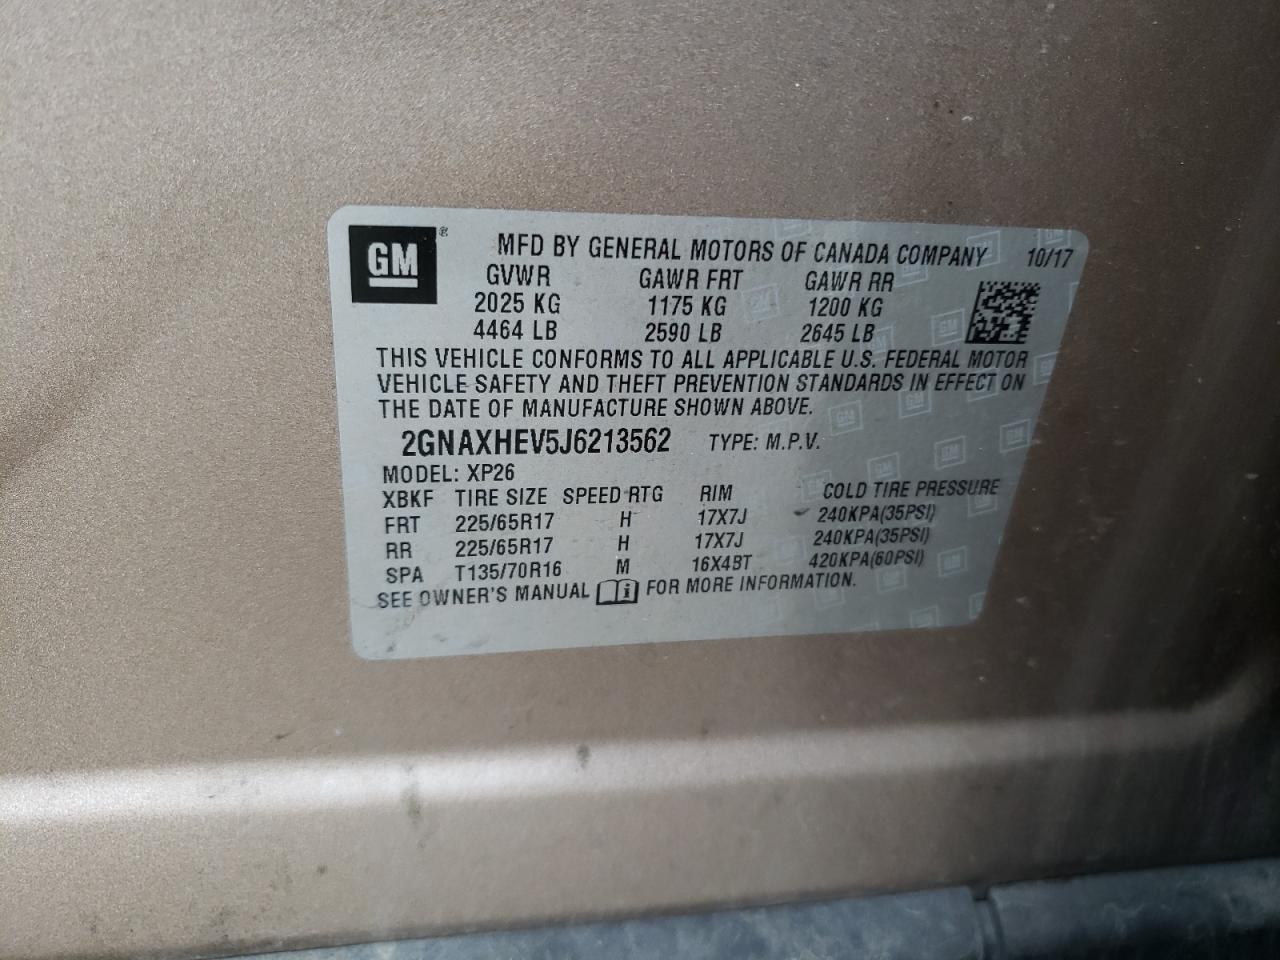 GM ® MFD BY GENERAL MOTORS OF CANADA COMPANY 10/17
GVWR GAWR FRT GAWR RR
2025 KG 1175 KG 1200 KG
4464 LB 2590 LB 2645 LB
THIS VEHICLE CONFORMS TO ALL APPLICABLE U.S. FEDERAL MOTOR
VEHICLE SAFETY AND THEFT PREVENTION STANDARDS IN EFFECT ON
THE DATE OF MANUFACTURE SHOWN ABOVE.
2GNAXHEV5J6213562 TYPE: M.P.V.
MODEL: XP26
XBKF TIRE SIZE SPEED RTG RIM COLD TIRE PRESSURE
FRT 225/65R17 H 17X7J 240KPA(35PSI)
RR 225/65R17 H 17X7J 240KPA(35PSI)
SPA T135/70R16 M 16X4BT 420KPA(60PSI)
SEE OWNER'S MANUAL i FOR MORE INFORMATION.